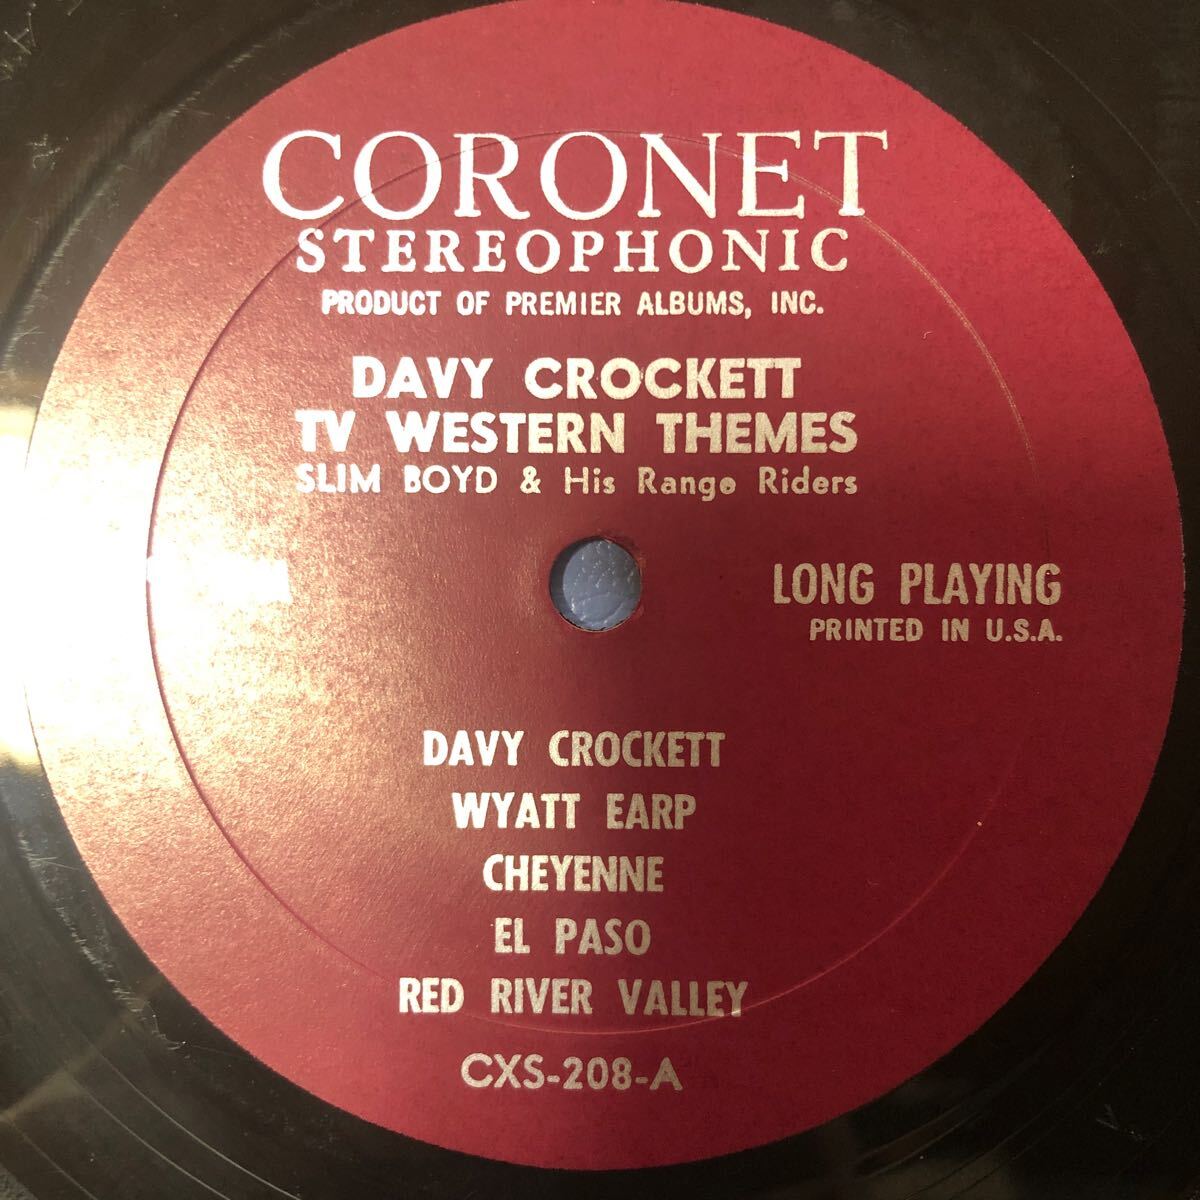 CORONET
STEREOPHONIC
PRODUCT OF PREMIER ALBUMS, INC.
DAVY CROCKETT
TV WESTERN THEMES
SLIM BOYD & His Range Riders
LONG PLAYING
PRINTED IN U.S.A.
DAVY CROCKETT
WYATT EARP
CHEYENNE
EL PASO
RED RIVER VALLEY
CXS-208-A